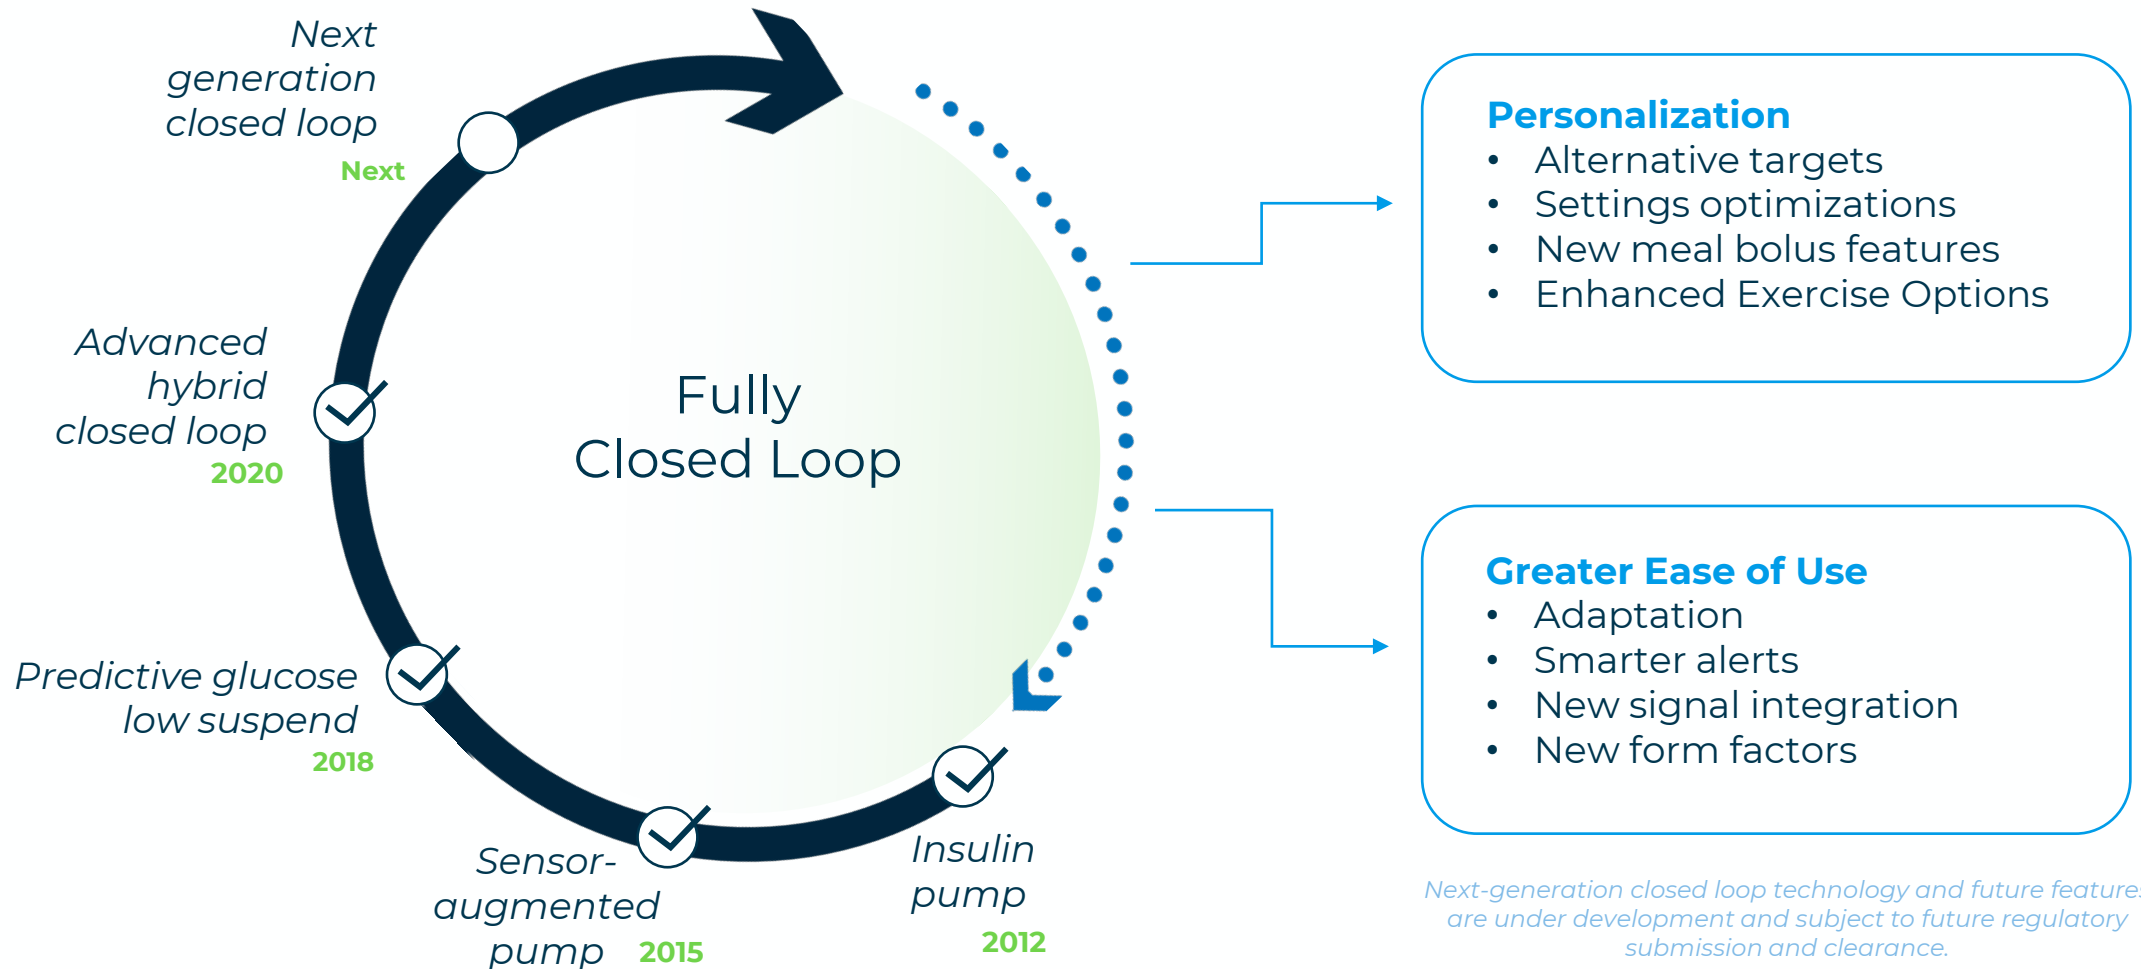 Next
generation
closed loop
Next
Advanced
hybrid
closed loop
2020
Predictive glucose
low suspend
2018
Sensor-
augmented
pump 2015
Insulin
pump
2012
Fully
Closed Loop
Personalization
• Alternative targets
• Settings optimizations
• New meal bolus features
• Enhanced Exercise Options
Greater Ease of Use
• Adaptation
• Smarter alerts
• New signal integration
• New form factors
Next-generation closed loop technology and future features
are under development and subject to future regulatory
submission and clearance.